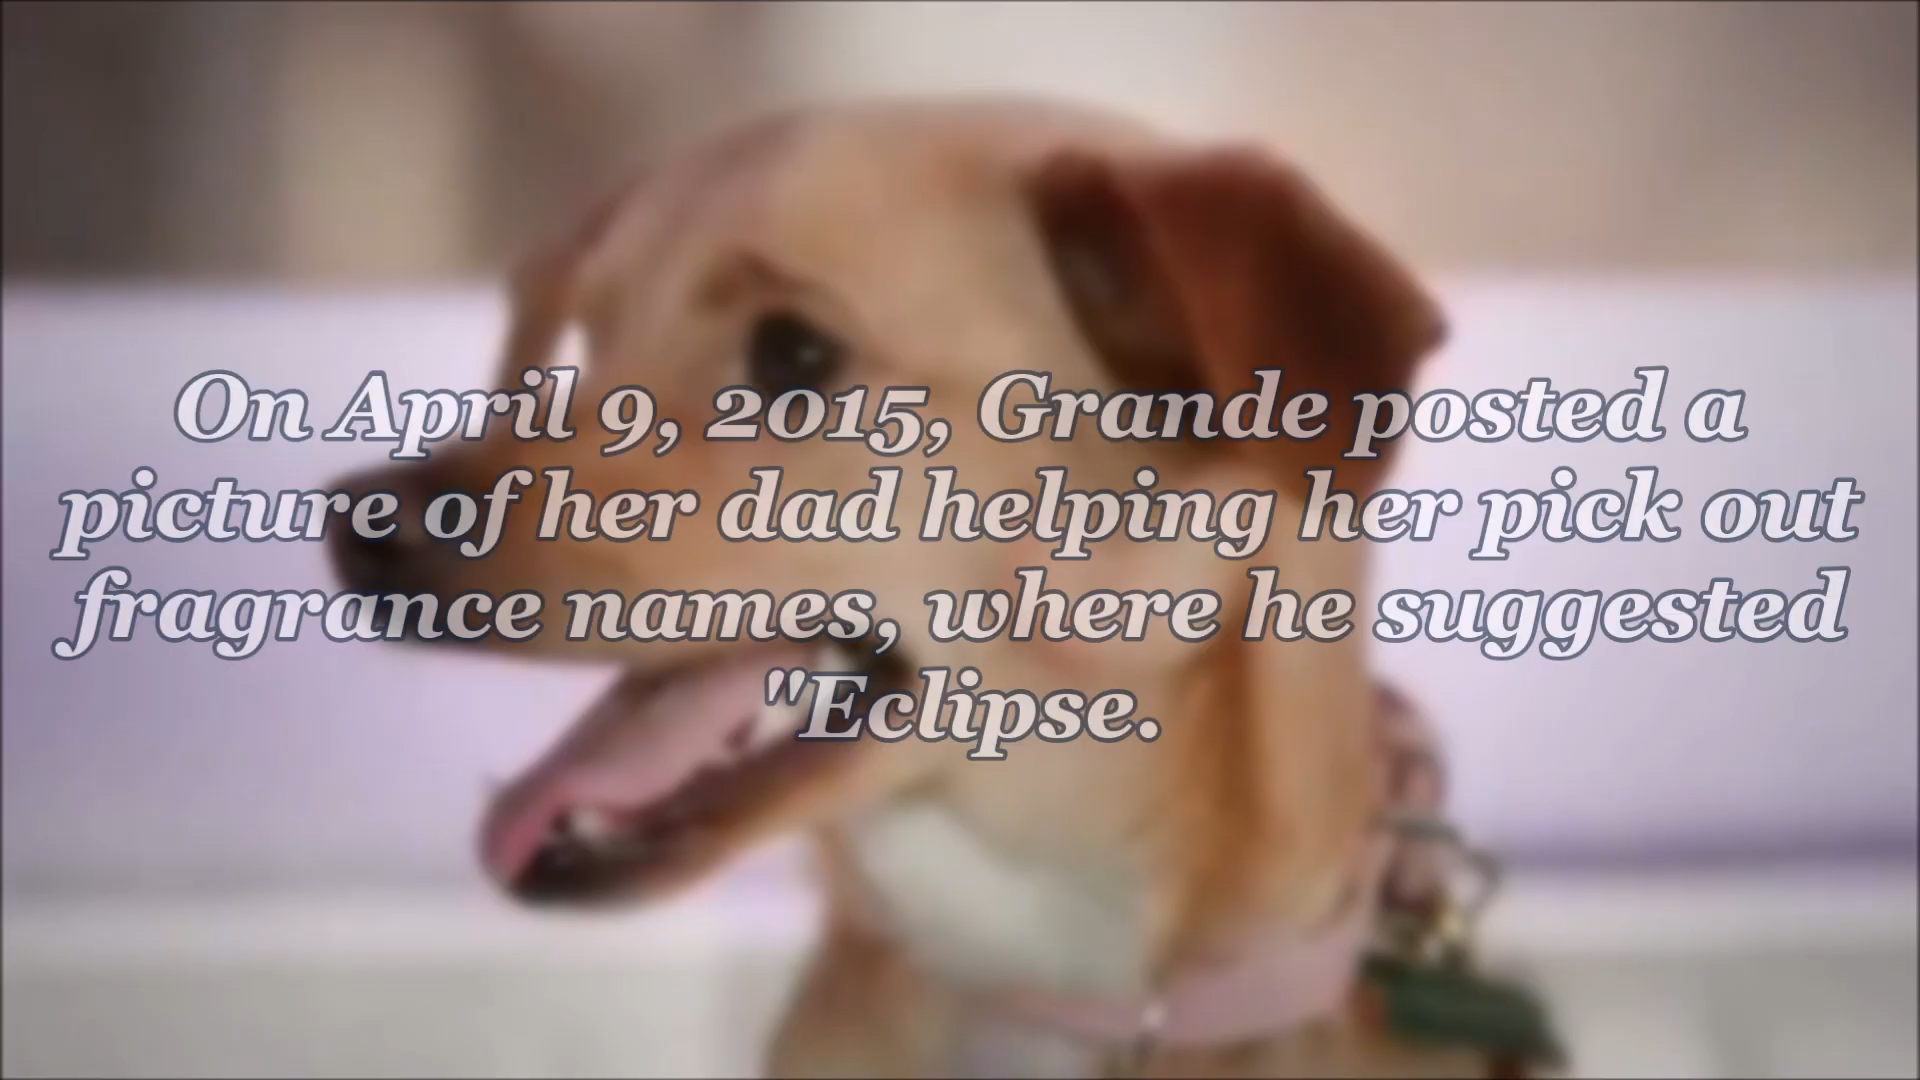 On April 9, 2015, Grande posted a
picture of her dad helping her pick out
fragrance names, where he suggested
"Eclipse.